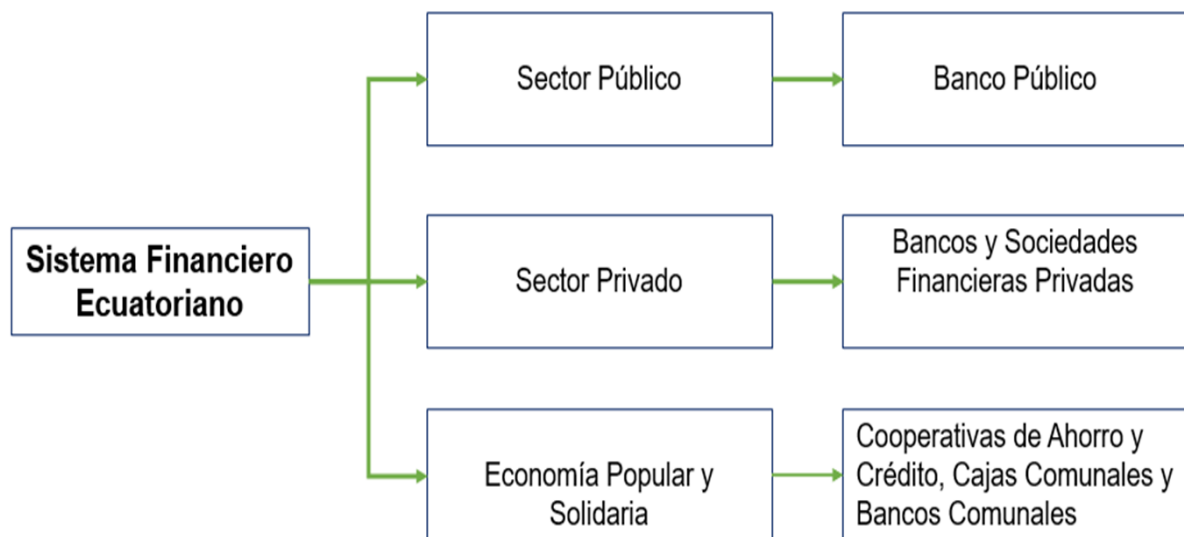 Sector Público
Banco Público
Sistema Financiero
Ecuatoriano
Sector Privado
Bancos y Sociedades
Financieras Privadas
Economía Popular y
Solidaria
Cooperativas de Ahorro y
Crédito, Cajas Comunales y
Bancos Comunales